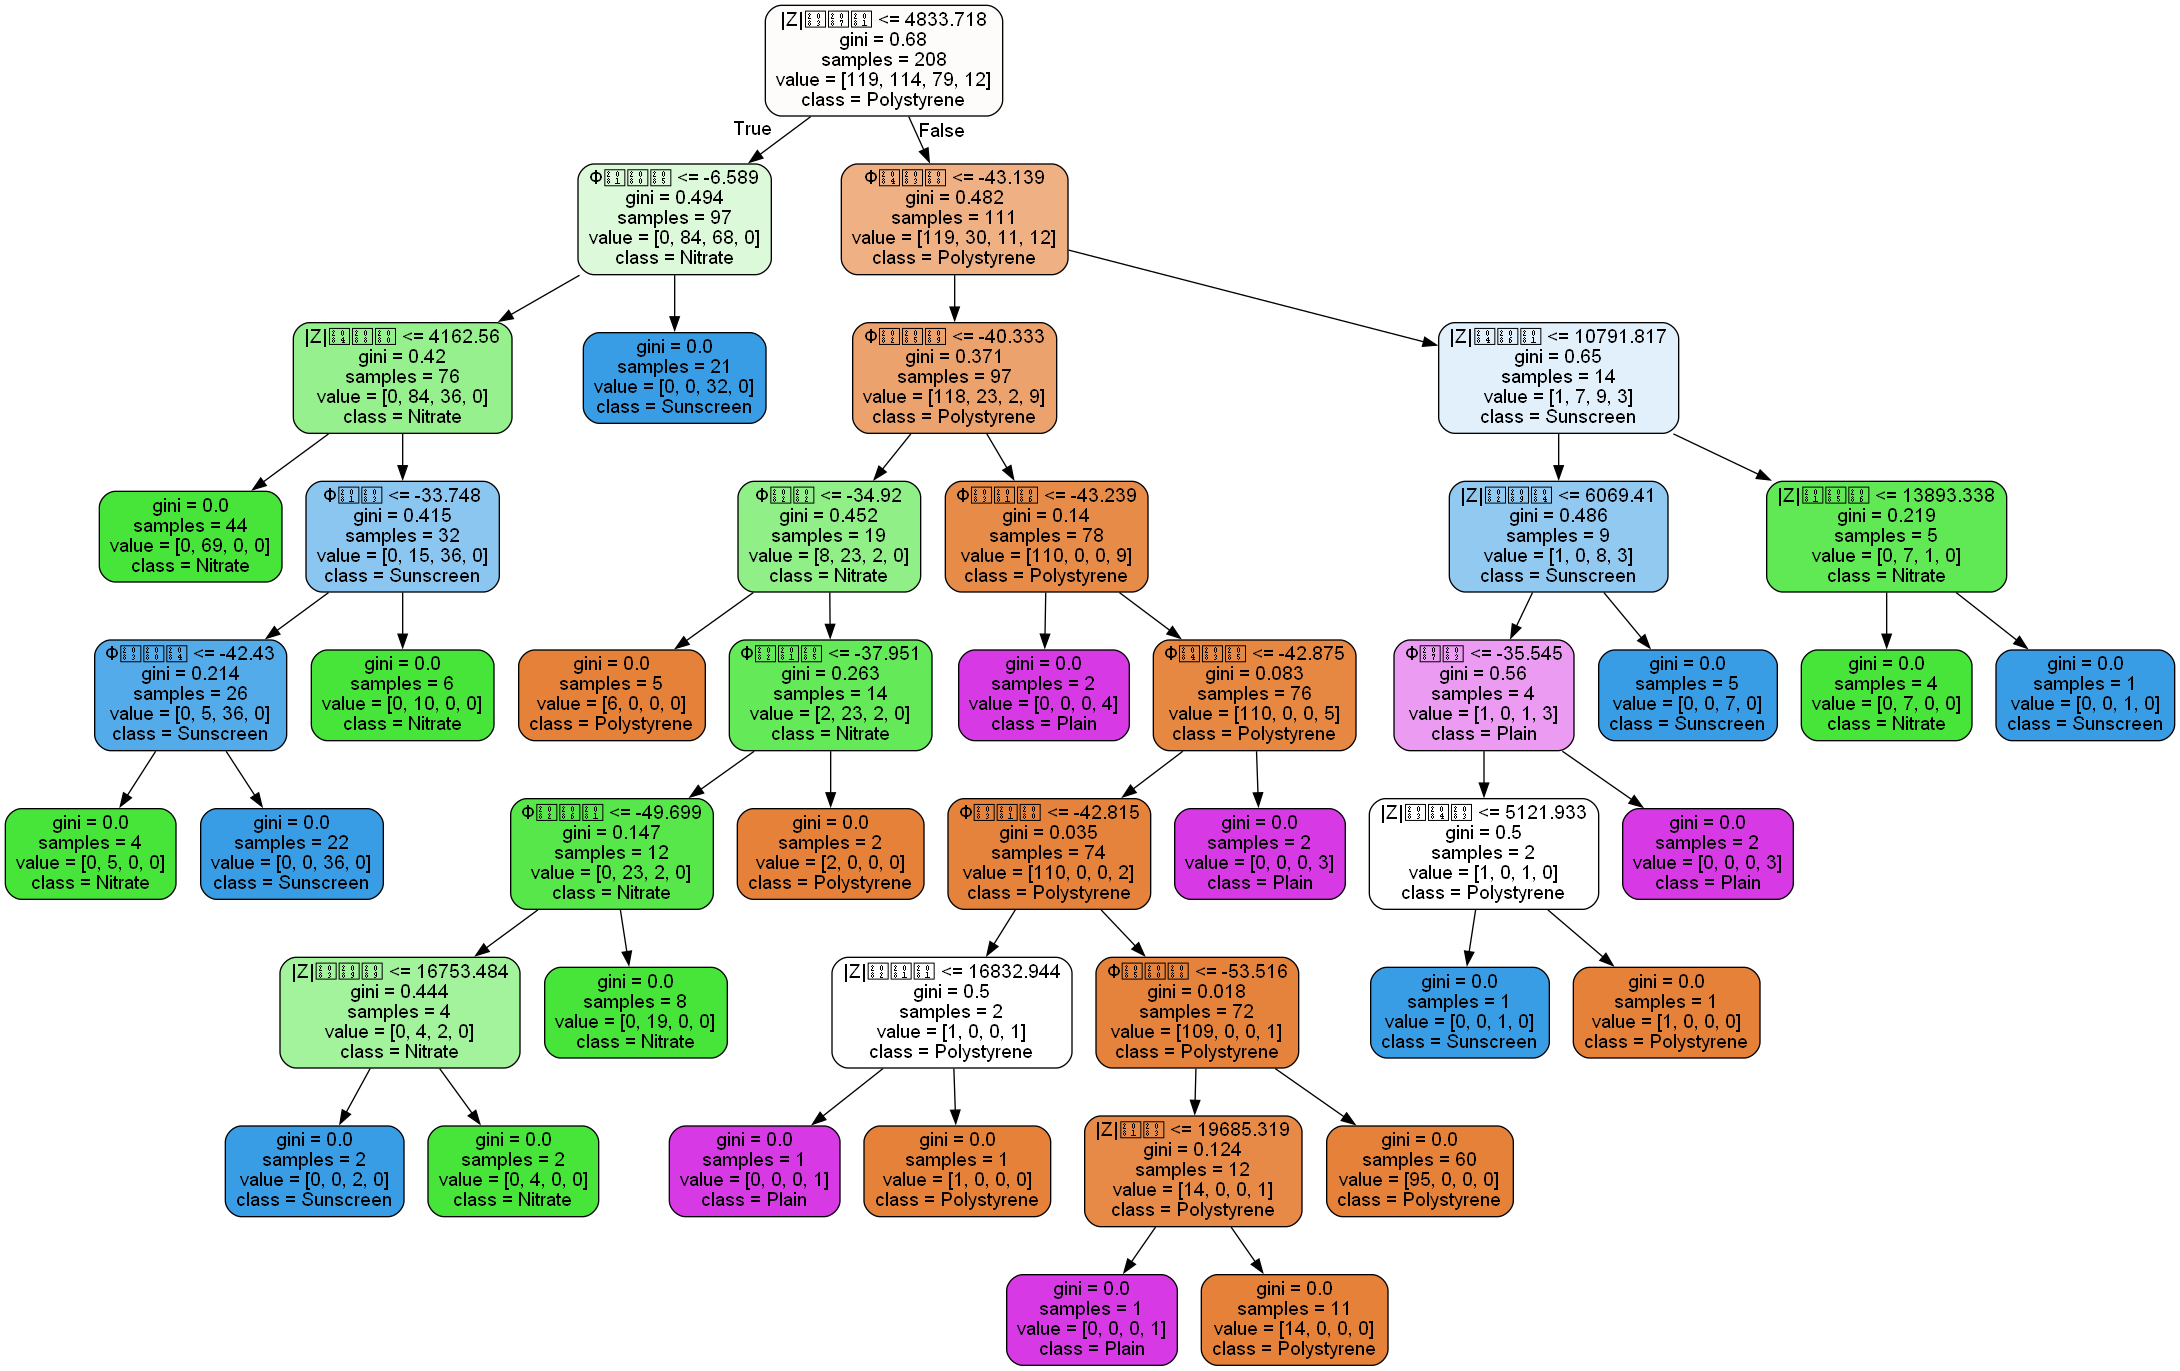 |Z| <= 4833.718
gini = 0.68
samples = 208
value = [119, 114, 79, 12]
class = Polystyrene
True
False
Φ <= -6.589
gini = 0.494
samples = 97
value = [0, 84, 68, 0]
class = Nitrate
Φ <= -43.139
gini = 0.482
samples = 111
value = [119, 30, 11, 12]
class = Polystyrene
|Z| <= 4162.56
gini = 0.42
samples = 76
value = [0, 84, 36, 0]
class = Nitrate
gini = 0.0
samples = 21
value = [0, 0, 32, 0]
class = Sunscreen
Φ <= -40.333
gini = 0.371
samples = 97
value = [118, 23, 2, 9]
class = Polystyrene
|Z| <= 10791.817
gini = 0.65
samples = 14
value = [1, 7, 9, 3]
class = Sunscreen
gini = 0.0
samples = 44
value = [0, 69, 0, 0]
class = Nitrate
Φ <= -33.748
gini = 0.415
samples = 32
value = [0, 15, 36, 0]
class = Sunscreen
Φ <= -34.92
gini = 0.452
samples = 19
value = [8, 23, 2, 0]
class = Nitrate
Φ <= -43.239
gini = 0.14
samples = 78
value = [110, 0, 0, 9]
class = Polystyrene
|Z| <= 6069.41
gini = 0.486
samples = 9
value = [1, 0, 8, 3]
class = Sunscreen
|Z| <= 13893.338
gini = 0.219
samples = 5
value = [0, 7, 1, 0]
class = Nitrate
Φ <= -42.43
gini = 0.214
samples = 26
value = [0, 5, 36, 0]
class = Sunscreen
gini = 0.0
samples = 6
value = [0, 10, 0, 0]
class = Nitrate
gini = 0.0
samples = 5
value = [6, 0, 0, 0]
class = Polystyrene
Φ <= -37.951
gini = 0.263
samples = 14
value = [2, 23, 2, 0]
class = Nitrate
gini = 0.0
samples = 2
value = [0, 0, 0, 4]
class = Plain
Φ <= -42.875
gini = 0.083
samples = 76
value = [110, 0, 0, 5]
class = Polystyrene
Φ <= -35.545
gini = 0.56
samples = 4
value = [1, 0, 1, 3]
class = Plain
gini = 0.0
samples = 5
value = [0, 0, 7, 0]
class = Sunscreen
gini = 0.0
samples = 4
value = [0, 7, 0, 0]
class = Nitrate
gini = 0.0
samples = 1
value = [0, 0, 1, 0]
class = Sunscreen
gini = 0.0
samples = 4
value = [0, 5, 0, 0]
class = Nitrate
gini = 0.0
samples = 22
value = [0, 0, 36, 0]
class = Sunscreen
Φ <= -49.699
gini = 0.147
samples = 12
value = [0, 23, 2, 0]
class = Nitrate
gini = 0.0
samples = 2
value = [2, 0, 0, 0]
class = Polystyrene
Φ <= -42.815
gini = 0.035
samples = 74
value = [110, 0, 0, 2]
class = Polystyrene
gini = 0.0
samples = 2
value = [0, 0, 0, 3]
class = Plain
|Z| <= 5121.933
gini = 0.5
samples = 2
value = [1, 0, 1, 0]
class = Polystyrene
gini = 0.0
samples = 2
value = [0, 0, 0, 3]
class = Plain
|Z| <= 16753.484
gini = 0.444
samples = 4
value = [0, 4, 2, 0]
class = Nitrate
gini = 0.0
samples = 8
value = [0, 19, 0, 0]
class = Nitrate
|Z| <= 16832.944
gini = 0.5
samples = 2
value = [1, 0, 0, 1]
class = Polystyrene
Φ <= -53.516
gini = 0.018
samples = 72
value = [109, 0, 0, 1]
class = Polystyrene
gini = 0.0
samples = 1
value = [0, 0, 1, 0]
class = Sunscreen
gini = 0.0
samples = 1
value = [1, 0, 0, 0]
class = Polystyrene
gini = 0.0
samples = 2
value = [0, 0, 2, 0]
class = Sunscreen
gini = 0.0
samples = 2
value = [0, 4, 0, 0]
class = Nitrate
gini = 0.0
samples = 1
value = [0, 0, 0, 1]
class = Plain
gini = 0.0
samples = 1
value = [1, 0, 0, 0]
class = Polystyrene
|Z| <= 19685.319
gini = 0.124
samples = 12
value = [14, 0, 0, 1]
class = Polystyrene
gini = 0.0
samples = 60
value = [95, 0, 0, 0]
class = Polystyrene
gini = 0.0
samples = 1
value = [0, 0, 0, 1]
class = Plain
gini = 0.0
samples = 11
value = [14, 0, 0, 0]
class = Polystyrene